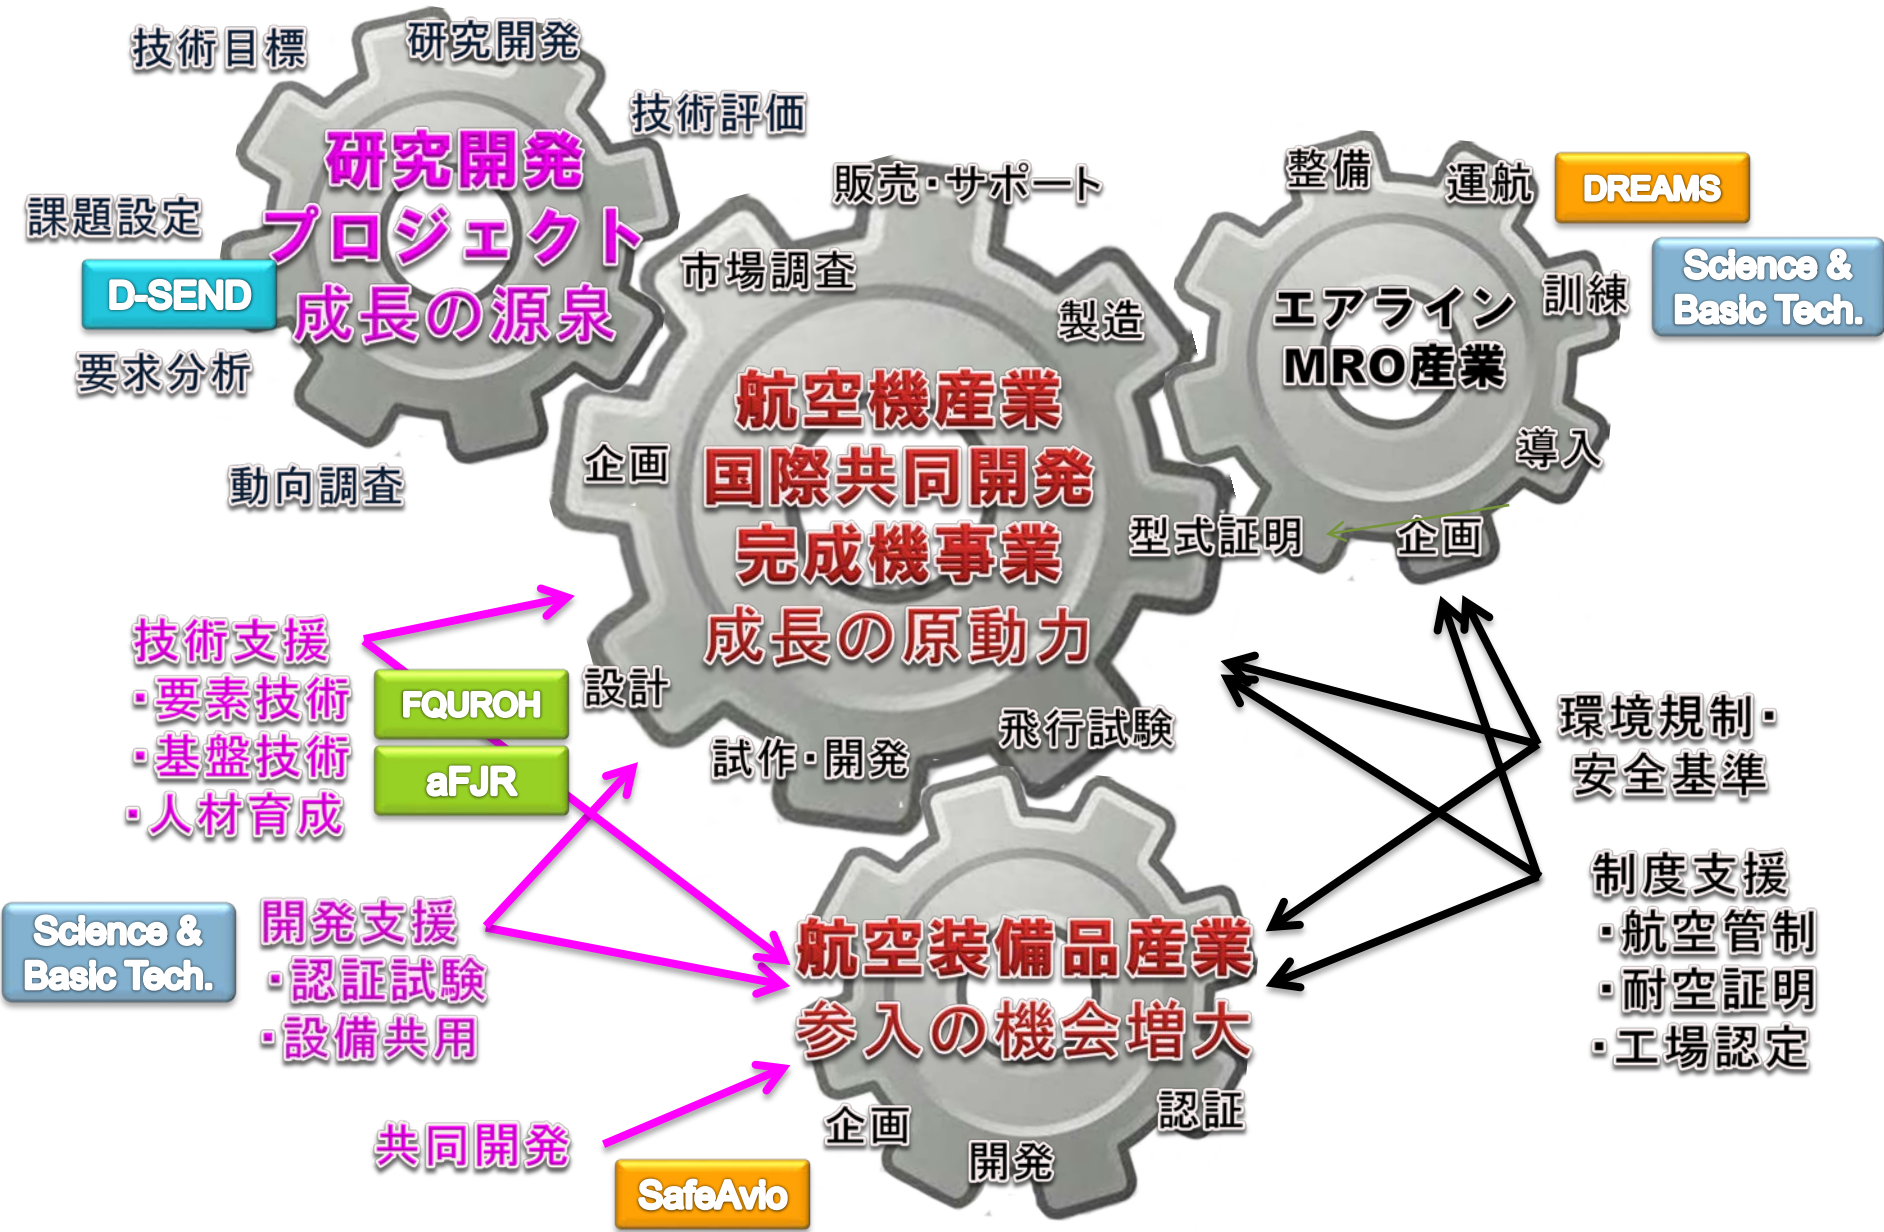 技術目標
研究開発
技術評価
研究開発
プロジェクト
成長の源泉
課題設定
D-SEND
要求分析
動向調査
販売・サポート
市場調査
製造
企画
航空機産業
国際共同開発
完成機事業
成長の原動力
型式証明
設計
試作・開発
飛行試験
整備
運航
DREAMS
訓練
Science &
Basic Tech.
エアライン
MRO産業
導入
企画
技術支援
・要素技術
・基盤技術
・人材育成
FQUROH
aFJR
Science &
Basic Tech.
開発支援
・認証試験
・設備共用
共同開発
SafeAvio
航空装備品産業
参入の機会増大
企画
開発
認証
環境規制・
安全基準
制度支援
・航空管制
・耐空証明
・工場認定